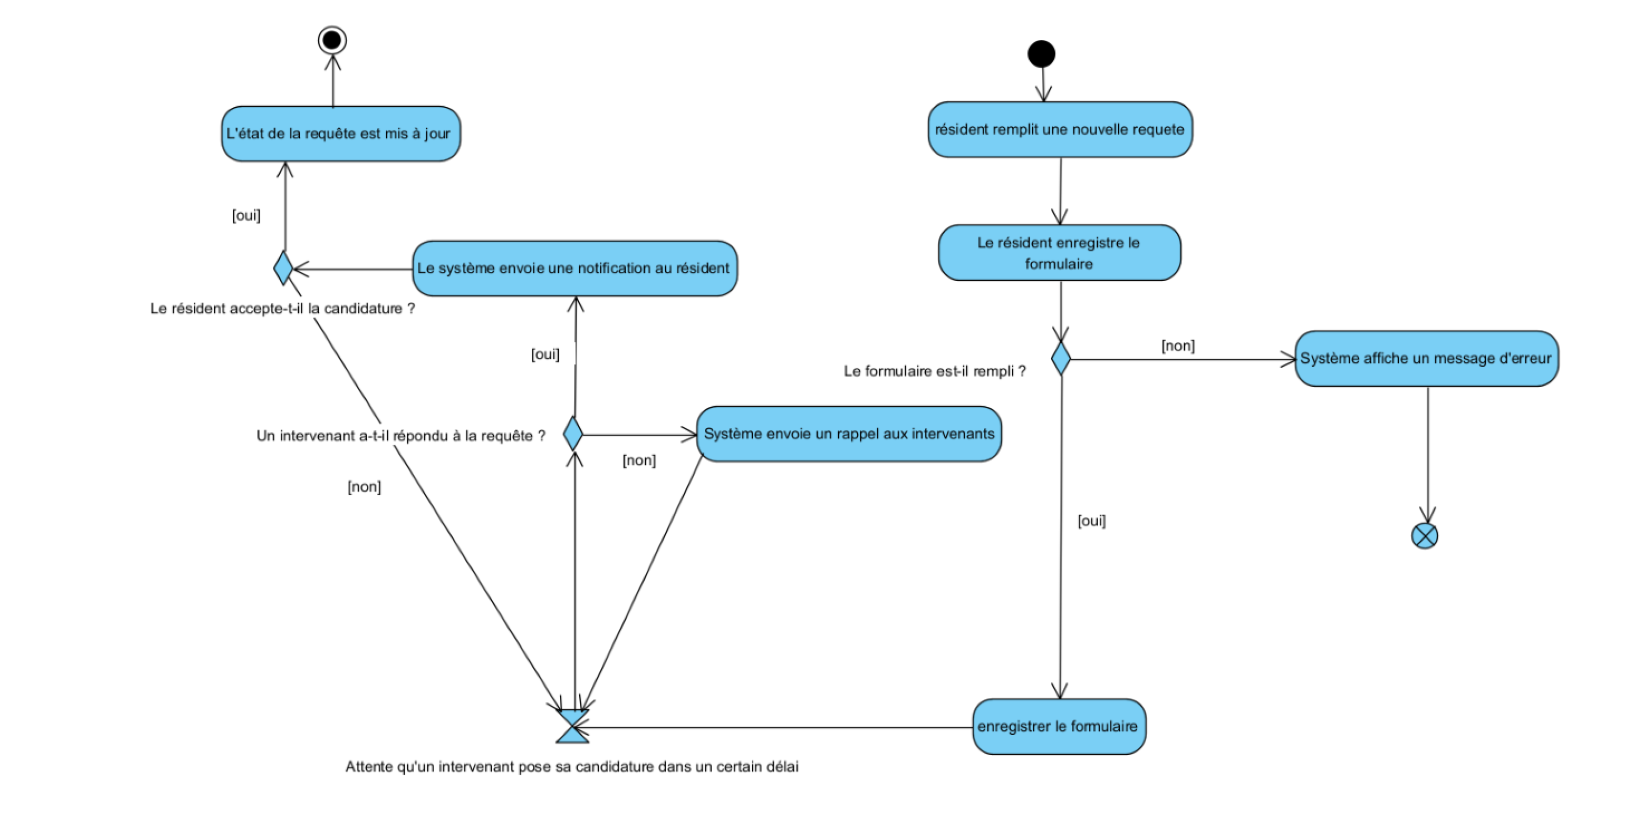 L'état de la requête est mis à jour
résident remplit une nouvelle requete
[oui]
Le résident enregistre le
formulaire
Le système envoie une notification au résident
Le résident accepte-t-il la candidature ?
[non]
[oui]
Le formulaire est-il rempli ?
Système affiche un message d'erreur
Un intervenant a-t-il répondu à la requête ?
Système envoie un rappel aux intervenants
[non]
[non]
[oui]
enregistrer le formulaire
Attente qu'un intervenant pose sa candidature dans un certain délai